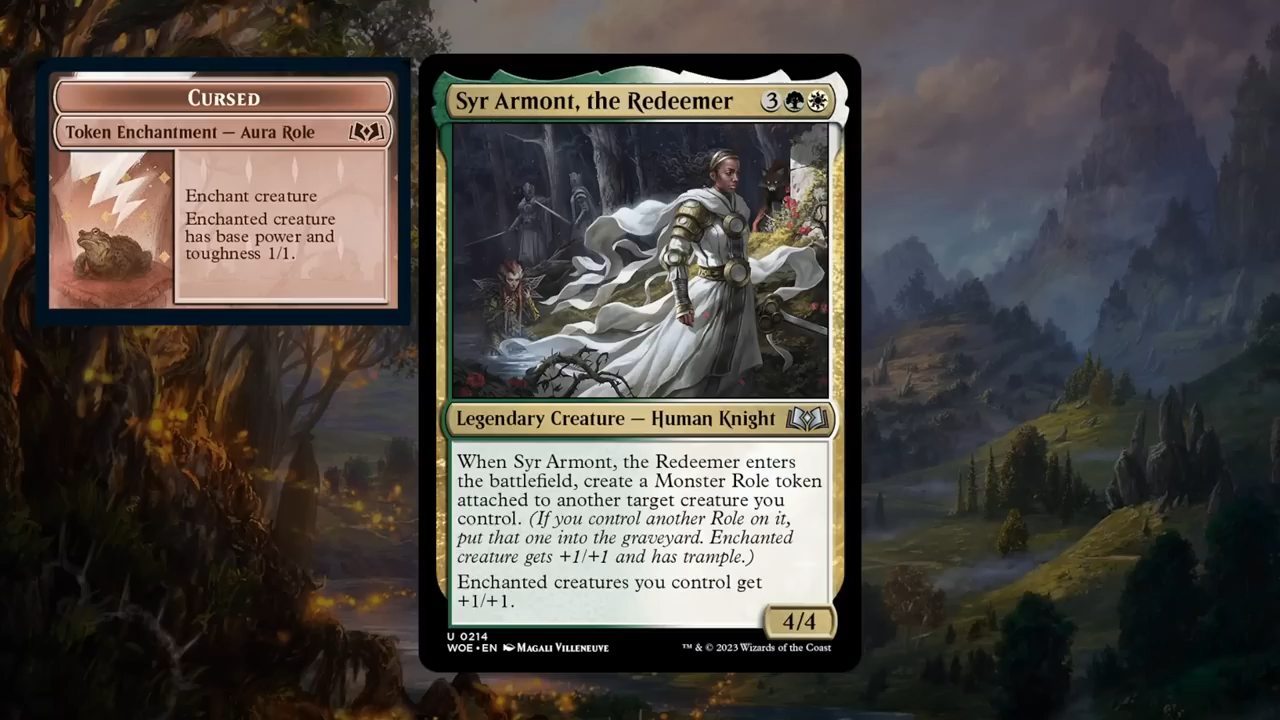 Cursed
Token Enchantment — Aura Role
Enchant creature
Enchanted creature
has base power and
toughness 1/1.
Syr Armont, the Redeemer 3
Legendary Creature — Human Knight
When Syr Armont, the Redeemer enters
the battlefield, create a Monster Role token
attached to another target creature you
control. (If you control another Role on it,
put that one into the graveyard. Enchanted
creature gets +1/+1 and has trample.)
Enchanted creatures you control get
+1/+1.
4/4
U 0214
WOE • EN Magali Villeneuve
™ & © 2023 Wizards of the Coast